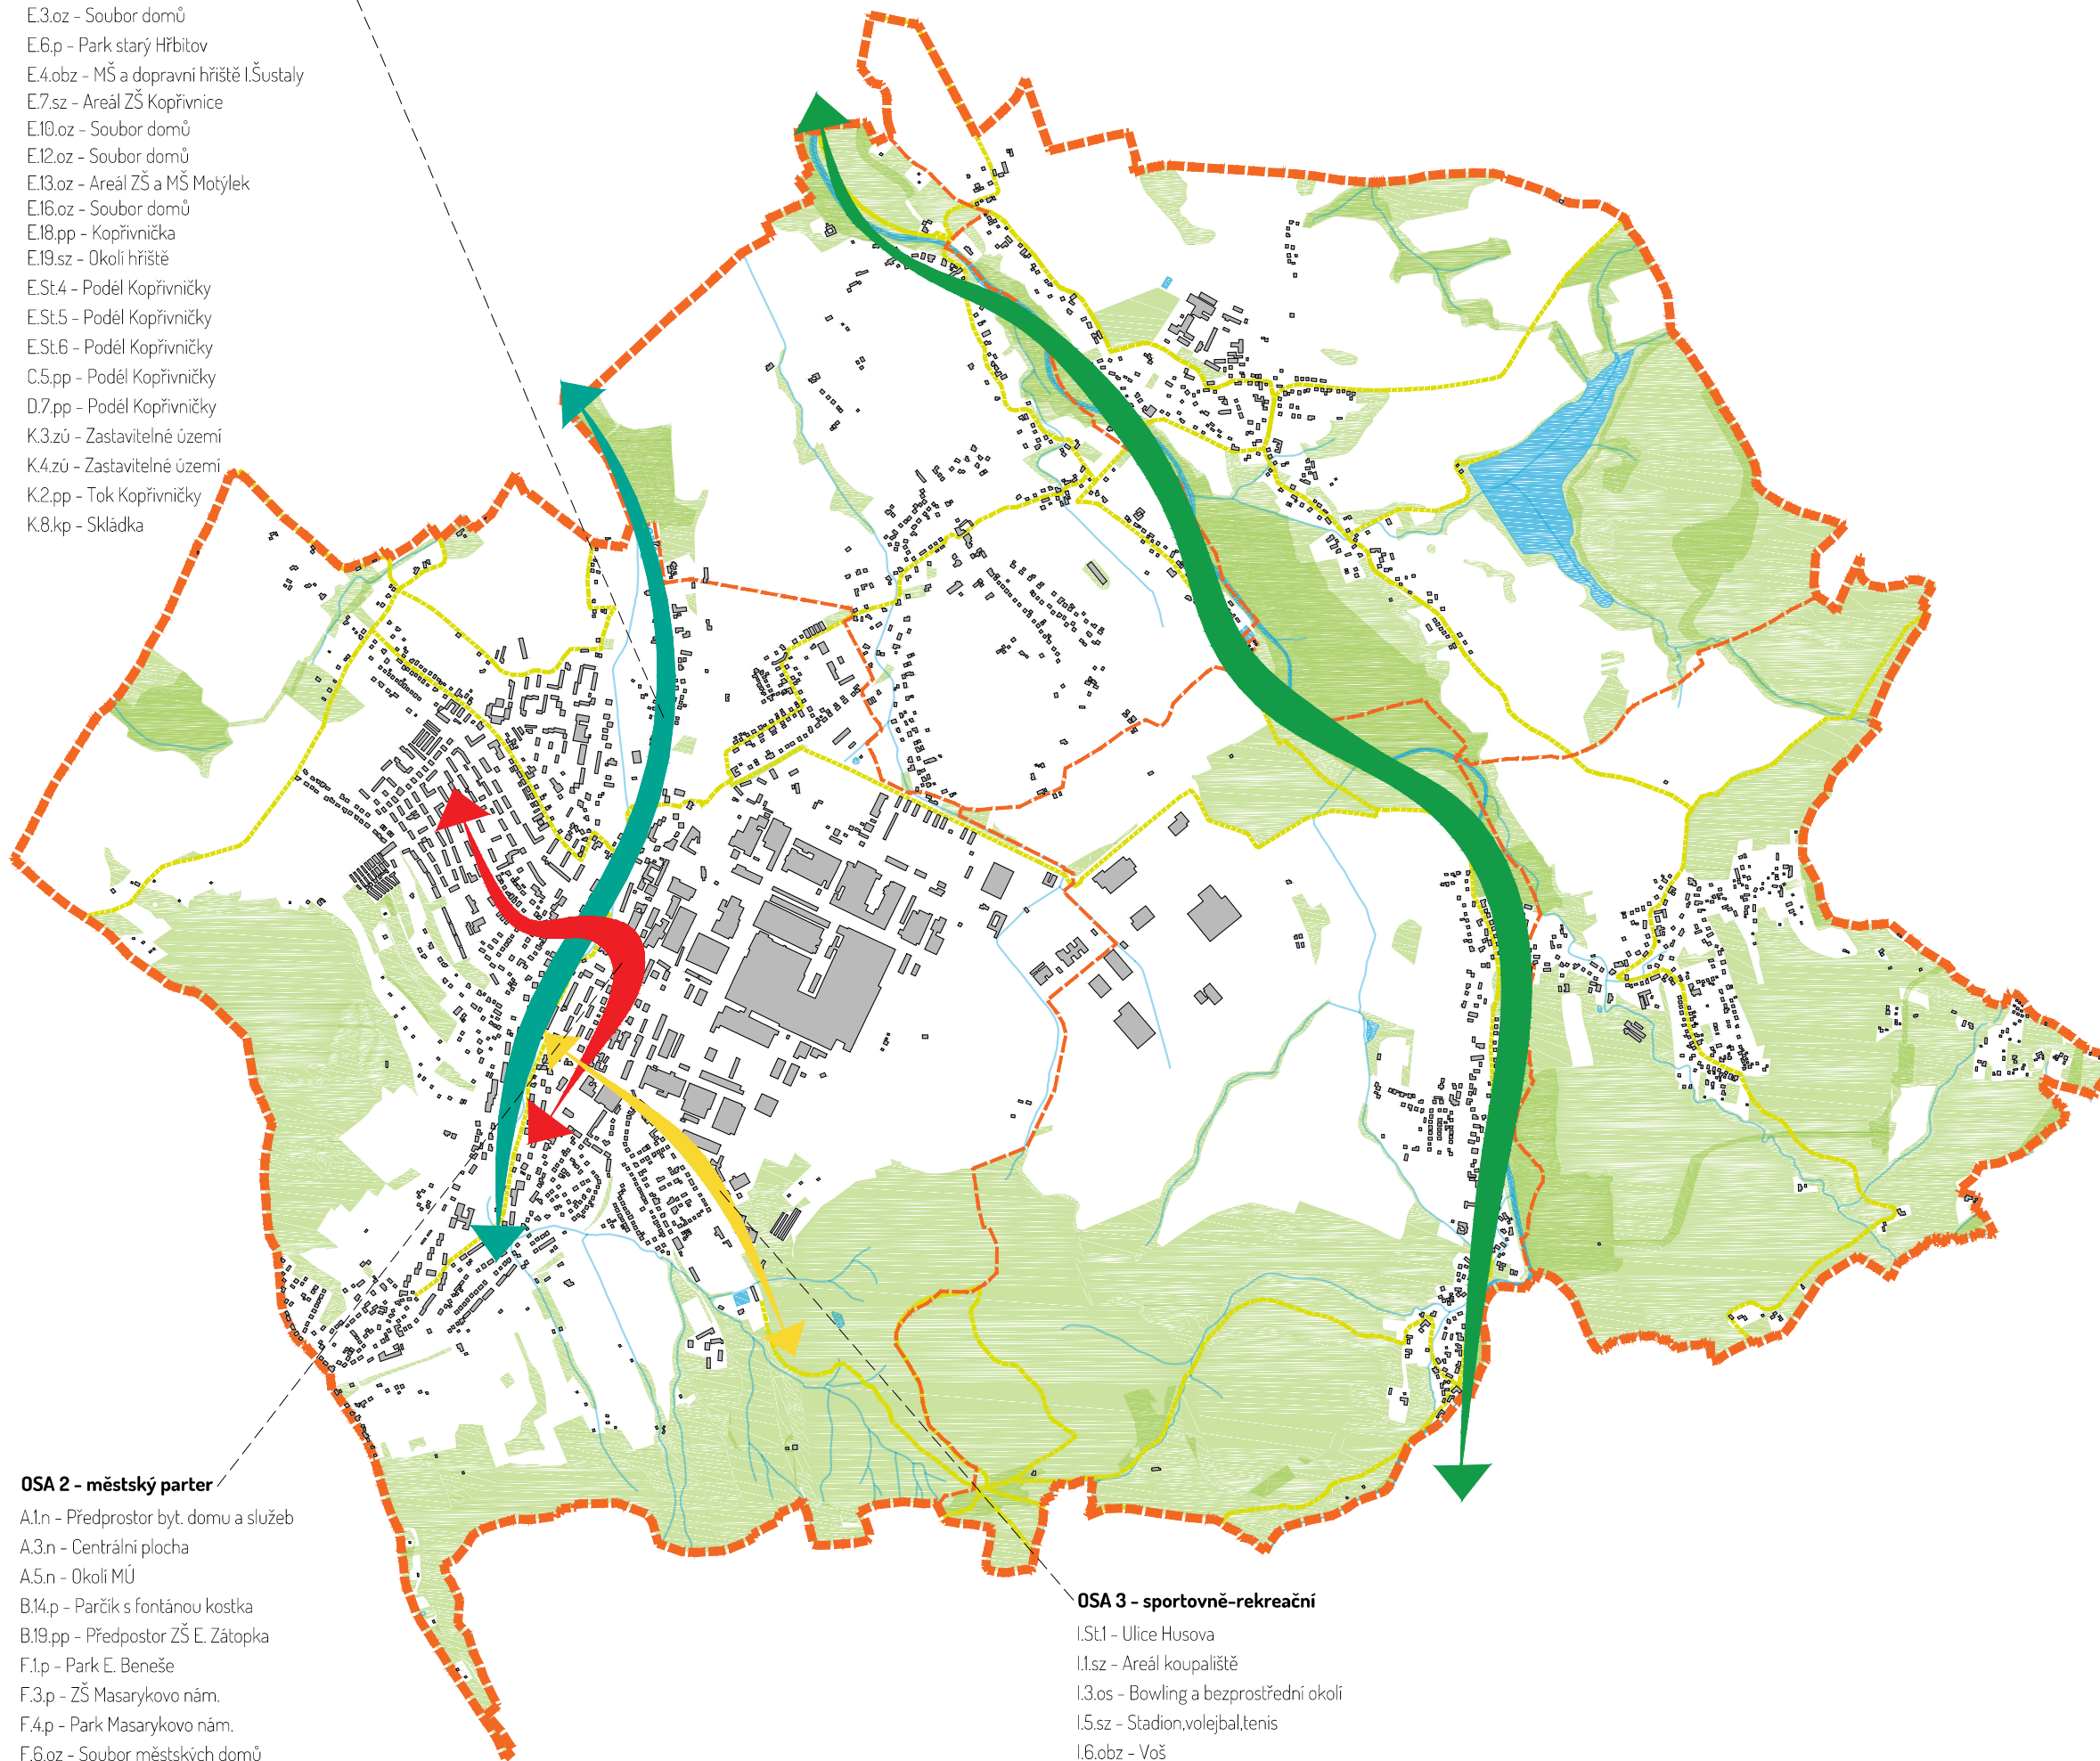 E.3.oz - Soubor domů
E.6.p - Park starý Hřbitov
E.4.obz - MŠ a dopravní hřiště I.Šustaly
E.7.sz - Areál ZŠ Kopřivnice
E.10.oz - Soubor domů
E.12.oz - Soubor domů
E.13.oz - Areál ZŠ a MŠ Motýlek
E.16.oz - Soubor domů
E.18.pp - Kopřivnička
E.19.sz - Okolí hřiště
E.St.4 - Podél Kopřivničky
E.St.5 - Podél Kopřivničky
E.St.6 - Podél Kopřivničky
C.5.pp - Podél Kopřivničky
D.7.pp - Podél Kopřivničky
K.3.zú - Zastavitelné území
K.4.zú - Zastavitelné území
K.2.pp - Tok Kopřivničky
K.8.kp - Skládka
OSA 2 - městský parter
A.1.n - Předprostor byt. domu a služeb
A.3.n - Centrální plocha
A.5.n - Okolí MÚ
B.14.p - Parčík s fontánou kostka
B.19.pp - Předpostor ZŠ E. Zátopka
F.1.p - Park E. Beneše
F.3.p - ZŠ Masarykovo nám.
F.4.p - Park Masarykovo nám.
F.6.oz - Soubor městských domů
OSA 3 - sportovně-rekreační
I.St.1 - Ulice Husova
I.1.sz - Areál koupaliště
I.3.os - Bowling a bezprostřední okolí
I.5.sz - Stadion,volejbal,tenis
I.6.obz - Voš